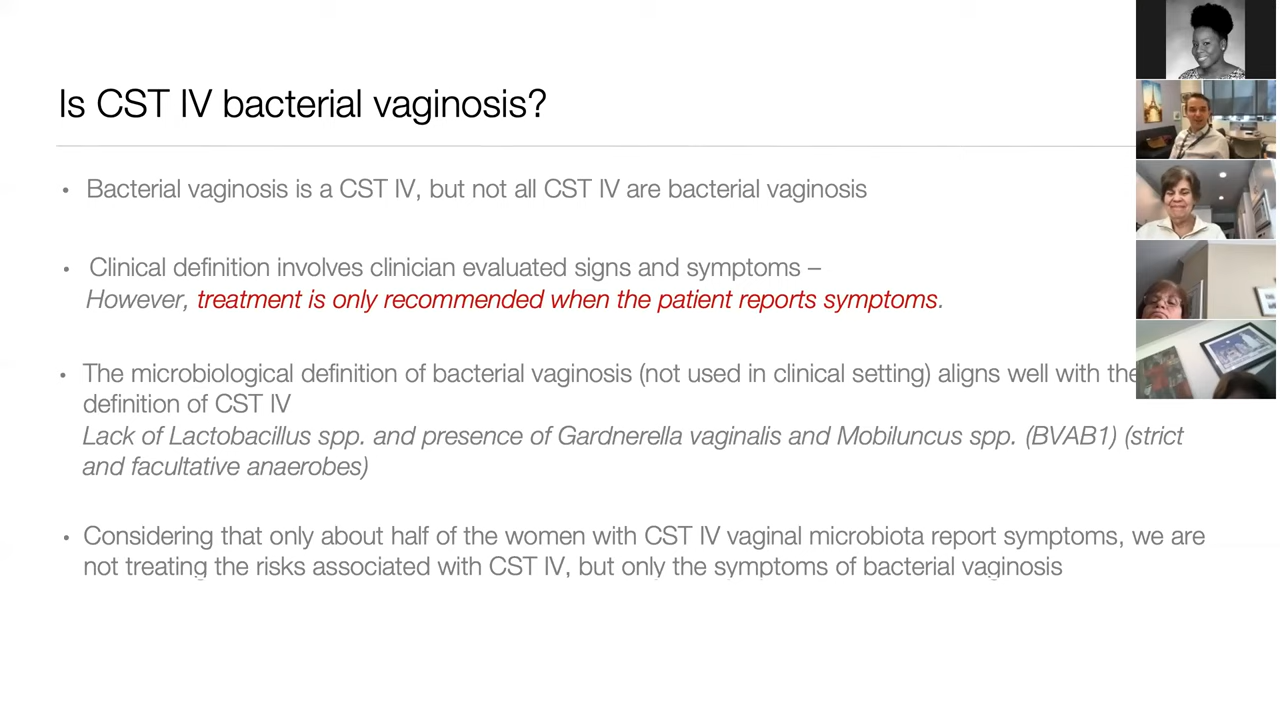 Is CST IV bacterial vaginosis?
• Bacterial vaginosis is a CST IV, but not all CST IV are bacterial vaginosis
• Clinical definition involves clinician evaluated signs and symptoms –
However, treatment is only recommended when the patient reports symptoms.
• The microbiological definition of bacterial vaginosis (not used in clinical setting) aligns well with the
definition of CST IV
Lack of Lactobacillus spp. and presence of Gardnerella vaginalis and Mobiluncus spp. (BVAB1) (strict
and facultative anaerobes)
• Considering that only about half of the women with CST IV vaginal microbiota report symptoms, we are
not treating the risks associated with CST IV, but only the symptoms of bacterial vaginosis